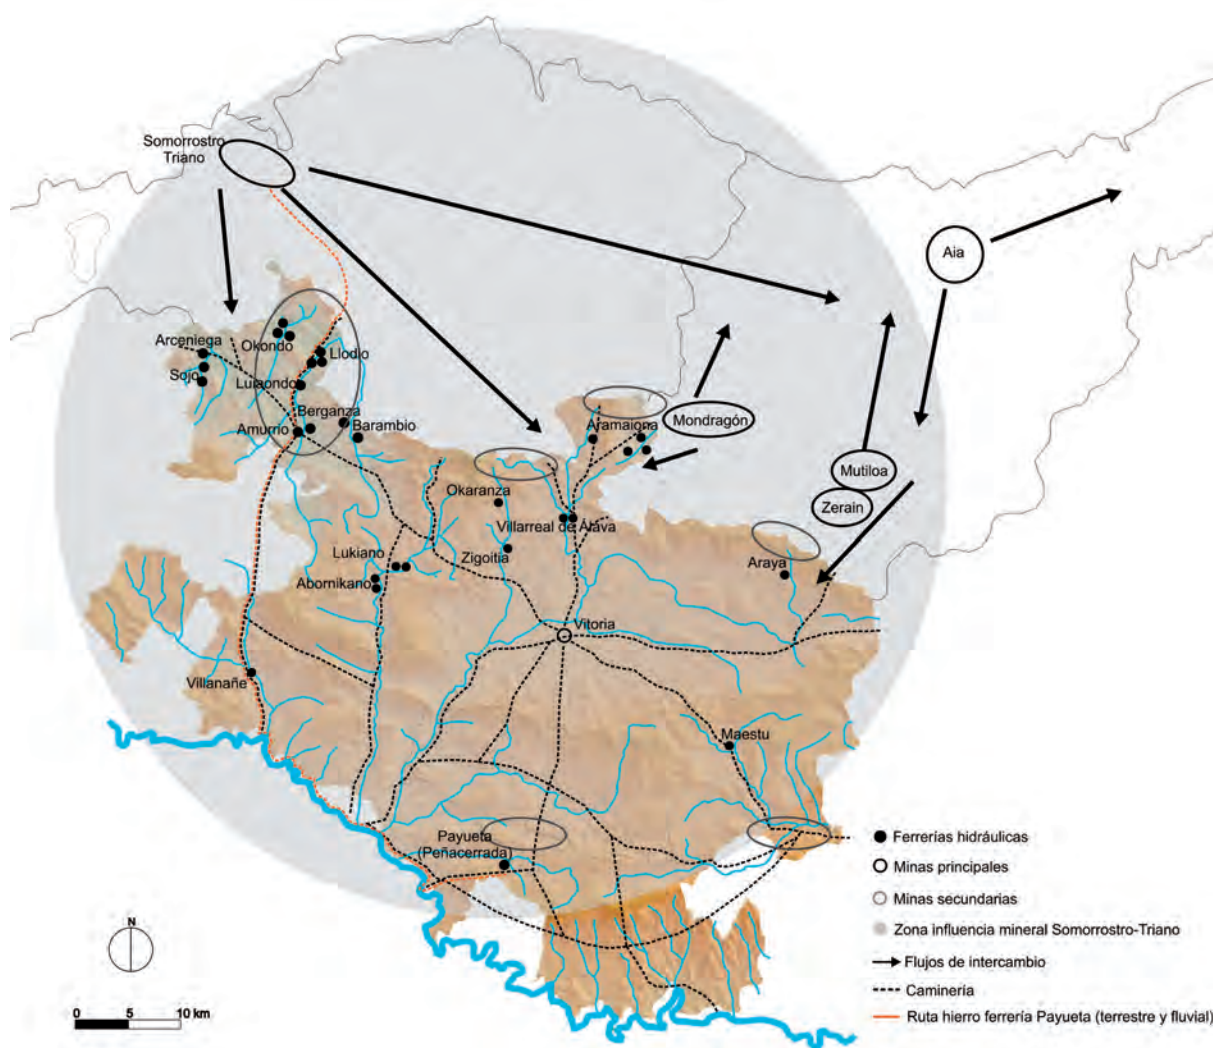 Somorrostro
Triano
Aia
Arceniega
Okondo
Llodio
Sojo
Luiaondo
Berganza
Amurrio
Barambio
Aramaiona
Mondragón
Mutiloa
Zerain
Okaranza
Villarreal de Álava
Lukiano
Zigoitia
Araya
Abornikano
Vitoria
Villanañe
Maestu
Payueta
(Peñacerrada)
Ferrerías hidráulicas
Minas principales
Minas secundarias
Zona influencia mineral Somorrostro-Triano
Flujos de intercambio
Caminería
Ruta hierro ferrería Payueta (terrestre y fluvial)
N
0 5 10 km